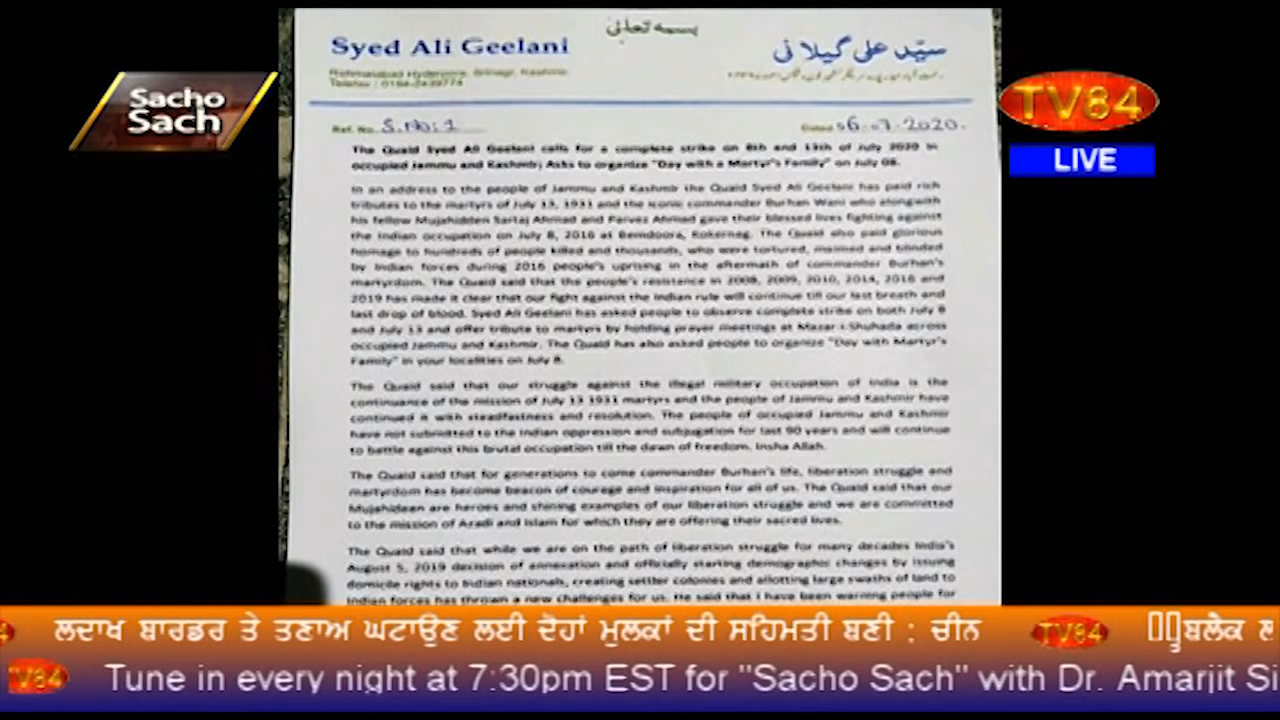 بسمہ تعالٰی
Syed Ali Geelani
سیّد علی گیلانی
Rehmatabad Hyderpora, Srinagr, Kashmir.
Telefax : 0194-2439774
Sacho
Sach
TV84
LIVE
Ref. No. S.No:1
Dated 06.07.2020.
The Quaid Syed Ali Geelani calls for a complete strike on 8th and 13th of July 2020 in
occupied Jammu and Kashmir; Asks to organize "Day with a Martyr's Family" on July 08.
In an address to the people of Jammu and Kashmir the Quaid Syed Ali Geelani has paid rich
tributes to the martyrs of July 13, 1931 and the iconic commander Burhan Wani who alongwith
his fellow Mujahidden Sartaj Ahmad and Parvez Ahmad gave their blessed lives fighting against
the Indian occupation on July 8, 2016 at Bemdoora, Kokernag. The Quaid also paid glorious
homage to hundreds of people killed and thousands, who were tortured, maimed and blinded
by Indian forces during 2016 people's uprising in the aftermath of commander Burhan's
martyrdom. The Quaid said that the people's resistance in 2008, 2009, 2010, 2014, 2016 and
2019 has made it clear that our fight against the Indian rule will continue till our last breath and
last drop of blood. Syed Ali Geelani has asked people to observe complete strike on both July 8
and July 13 and offer tribute to martyrs by holding prayer meetings at Mazar-i-Shuhada across
occupied Jammu and Kashmir. The Quaid has also asked people to organize "Day with Martyr's
Family" in your localities on July 8.
The Quaid said that our struggle against the illegal military occupation of India is the
continuance of the mission of July 13 1931 martyrs and the people of Jammu and Kashmir have
continued it with steadfastness and resolution. The people of occupied Jammu and Kashmir
have not submitted to the Indian oppression and subjugation for last 90 years and will continue
to battle against this brutal occupation till the dawn of freedom. Insha Allah.
The Quaid said that for generations to come commander Burhan's life, liberation struggle and
martyrdom has become beacon of courage and inspiration for all of us. The Quaid said that our
Mujahideen are heroes and shining examples of our liberation struggle and we are committed
to the mission of Azadi and Islam for which they are offering their sacred lives.
The Quaid said that while we are on the path of liberation struggle for many decades India's
August 5, 2019 decision of annexation and officially starting demographic changes by issuing
domicile rights to Indian nationals, creating settler colonies and allotting large swaths of land to
Indian forces has thrown a new challenges for us. He said that I have been warning people for
ਲਦਾਖ ਬਾਰਡਰ ਤੇ ਤਣਾਅ ਘਟਾਉਣ ਲਈ ਦੋਹਾਂ ਮੁਲਕਾਂ ਦੀ ਸਹਿਮਤੀ ਬਣੀ : ਚੀਨ TV84 ਬਲੈਕ ਲ
TV84 Tune in every night at 7:30pm EST for "Sacho Sach" with Dr. Amarjit Si